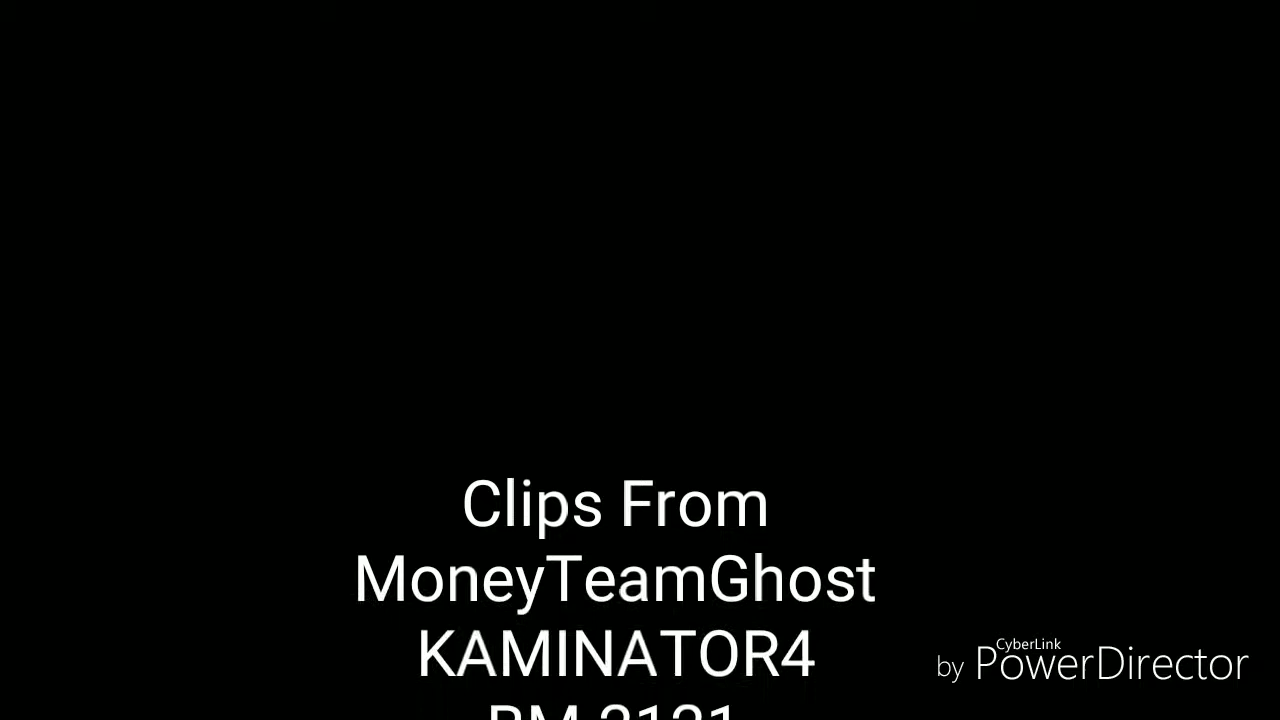 Clips From
MoneyTeamGhost
KAMINATOR4
CyberLink
by PowerDirector